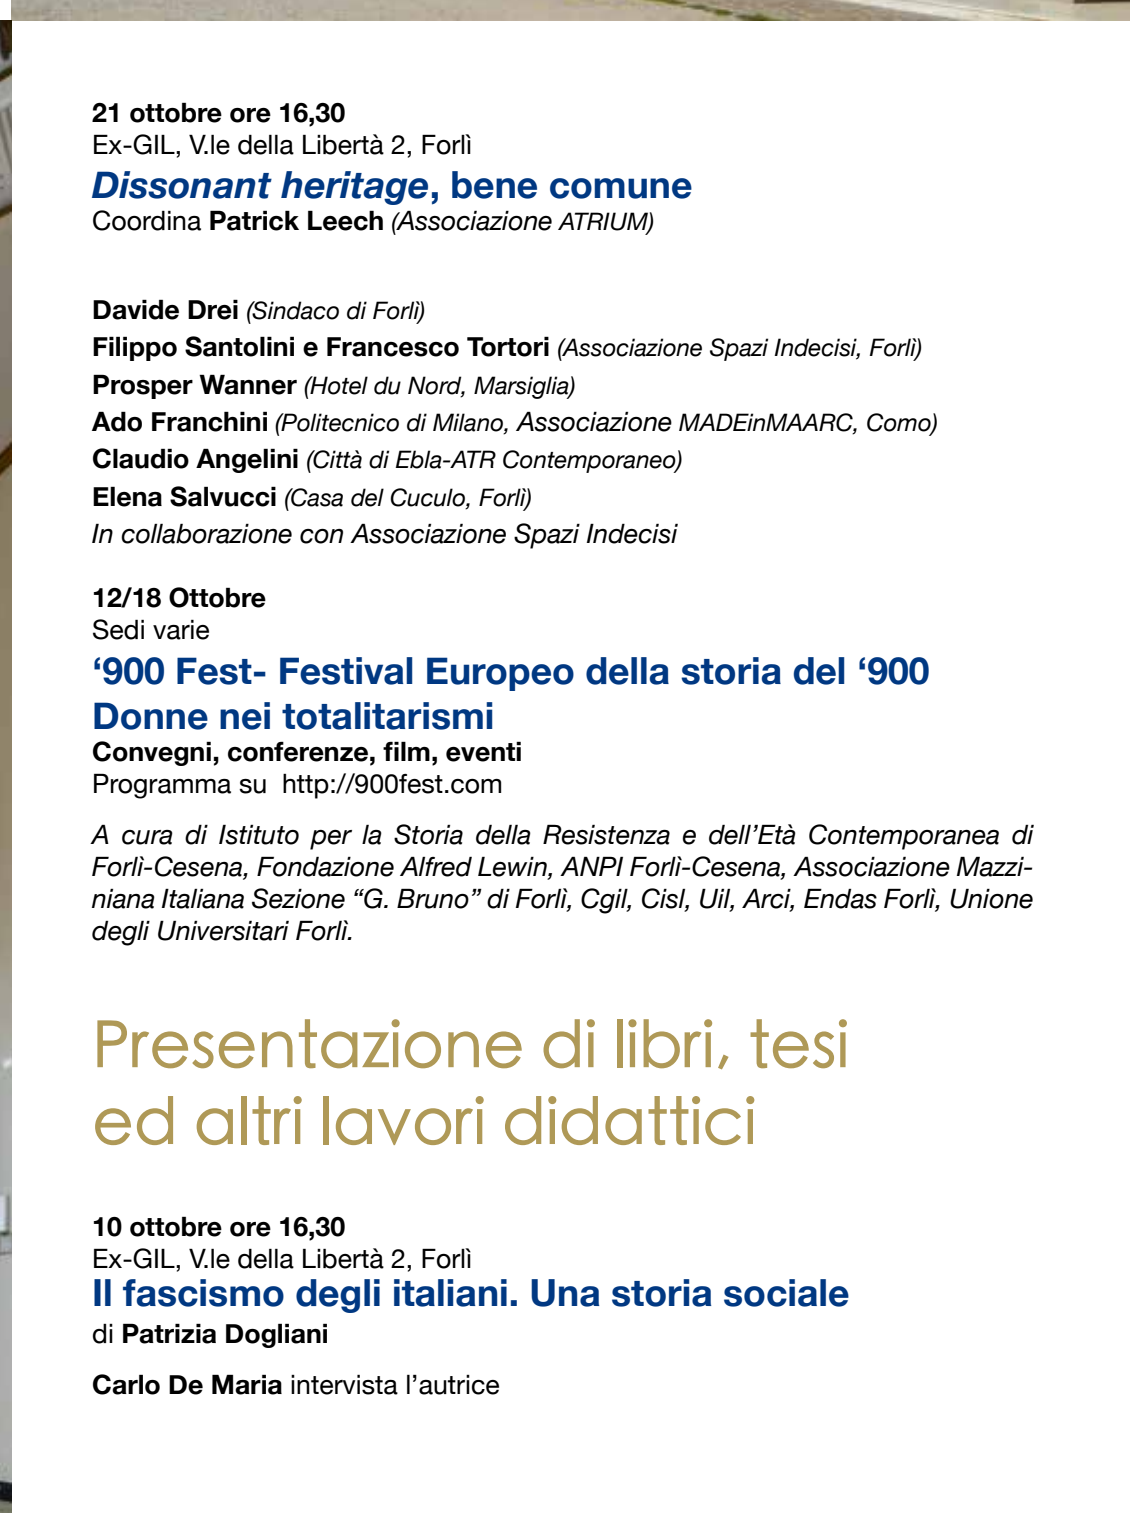 21 ottobre ore 16,30
Ex-GIL, V.le della Libertà 2, Forlì
Dissonant heritage, bene comune
Coordina Patrick Leech (Associazione ATRIUM)
Davide Drei (Sindaco di Forlì)
Filippo Santolini e Francesco Tortori (Associazione Spazi Indecisi, Forlì)
Prosper Wanner (Hotel du Nord, Marsiglia)
Ado Franchini (Politecnico di Milano, Associazione MADEinMAARC, Como)
Claudio Angelini (Città di Ebla-ATR Contemporaneo)
Elena Salvucci (Casa del Cuculo, Forlì)
In collaborazione con Associazione Spazi Indecisi
12/18 Ottobre
Sedi varie
‘900 Fest- Festival Europeo della storia del ‘900
Donne nei totalitarismi
Convegni, conferenze, film, eventi
Programma su  http://900fest.com
A cura di Istituto per la Storia della Resistenza e dell’Età Contemporanea di
Forlì-Cesena, Fondazione Alfred Lewin, ANPI Forlì-Cesena, Associazione Mazzi-
niana Italiana Sezione “G. Bruno” di Forlì, Cgil, Cisl, Uil, Arci, Endas Forlì, Unione
degli Universitari Forlì.
Presentazione di libri, tesi
ed altri lavori didattici
10 ottobre ore 16,30
Ex-GIL, V.le della Libertà 2, Forlì
Il fascismo degli italiani. Una storia sociale
di Patrizia Dogliani
Carlo De Maria intervista l’autrice